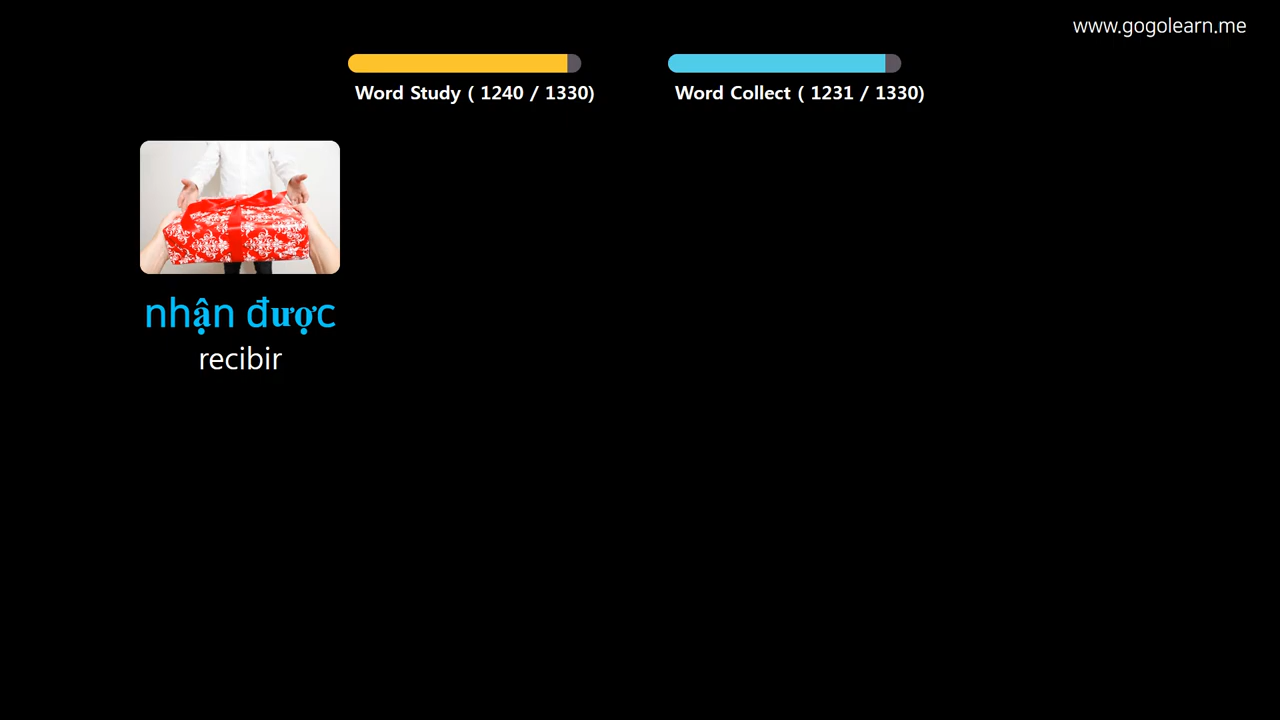 www.gogolearn.me
Word Study ( 1240 / 1330)
Word Collect ( 1231 / 1330)
nhận được
recibir